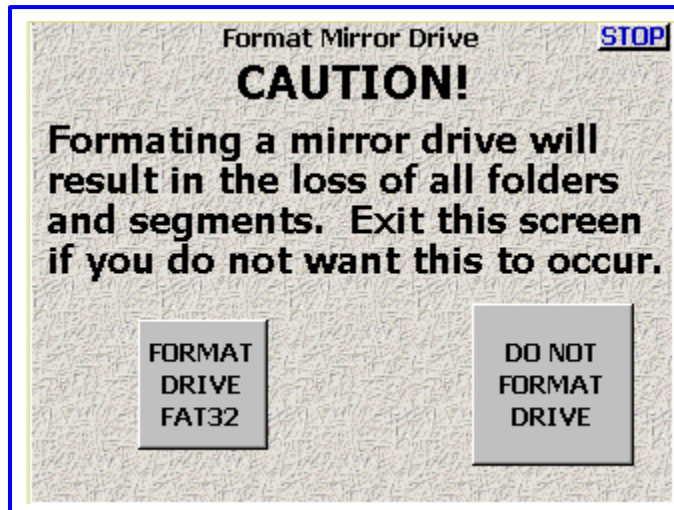 Format Mirror Drive STOP
CAUTION!
Formating a mirror drive will
result in the loss of all folders
and segments. Exit this screen
if you do not want this to occur.
FORMAT
DRIVE
FAT32
DO NOT
FORMAT
DRIVE